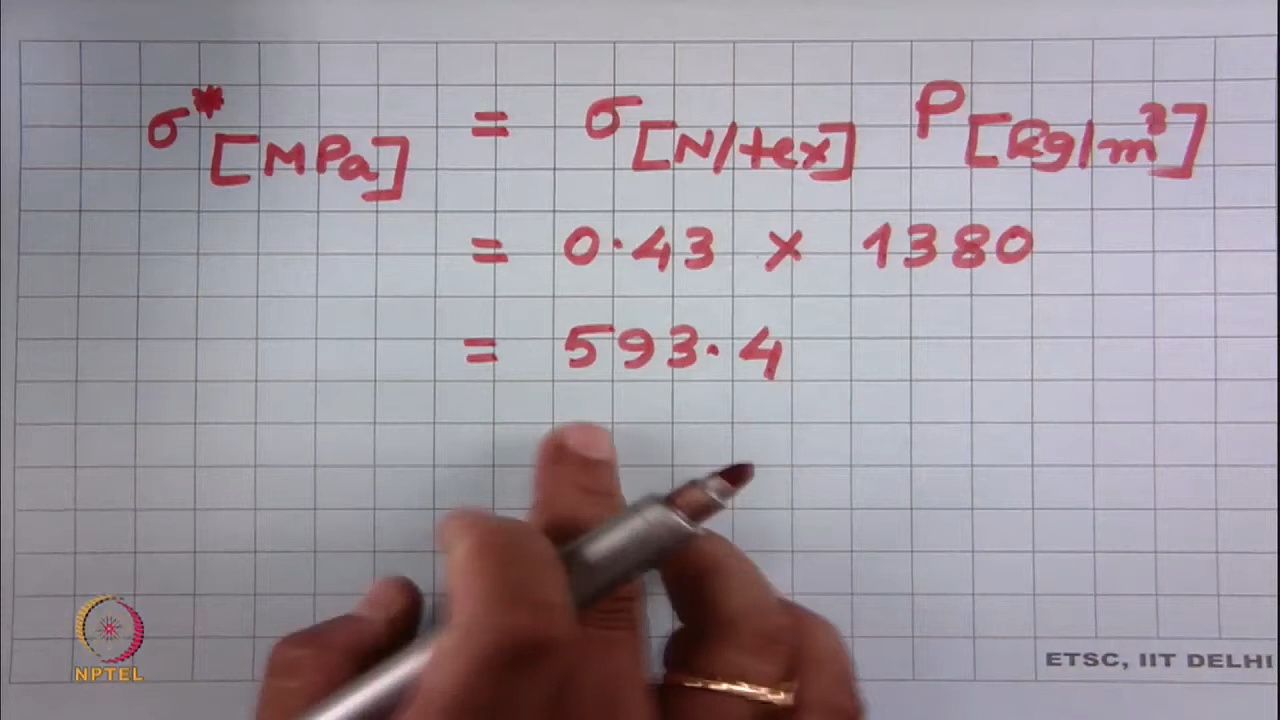 σ* [MPa] = σ [N/tex] ρ [kg/m³]
= 0.43 × 1380
= 593.4
NPTEL
ETSC, IIT DELHI